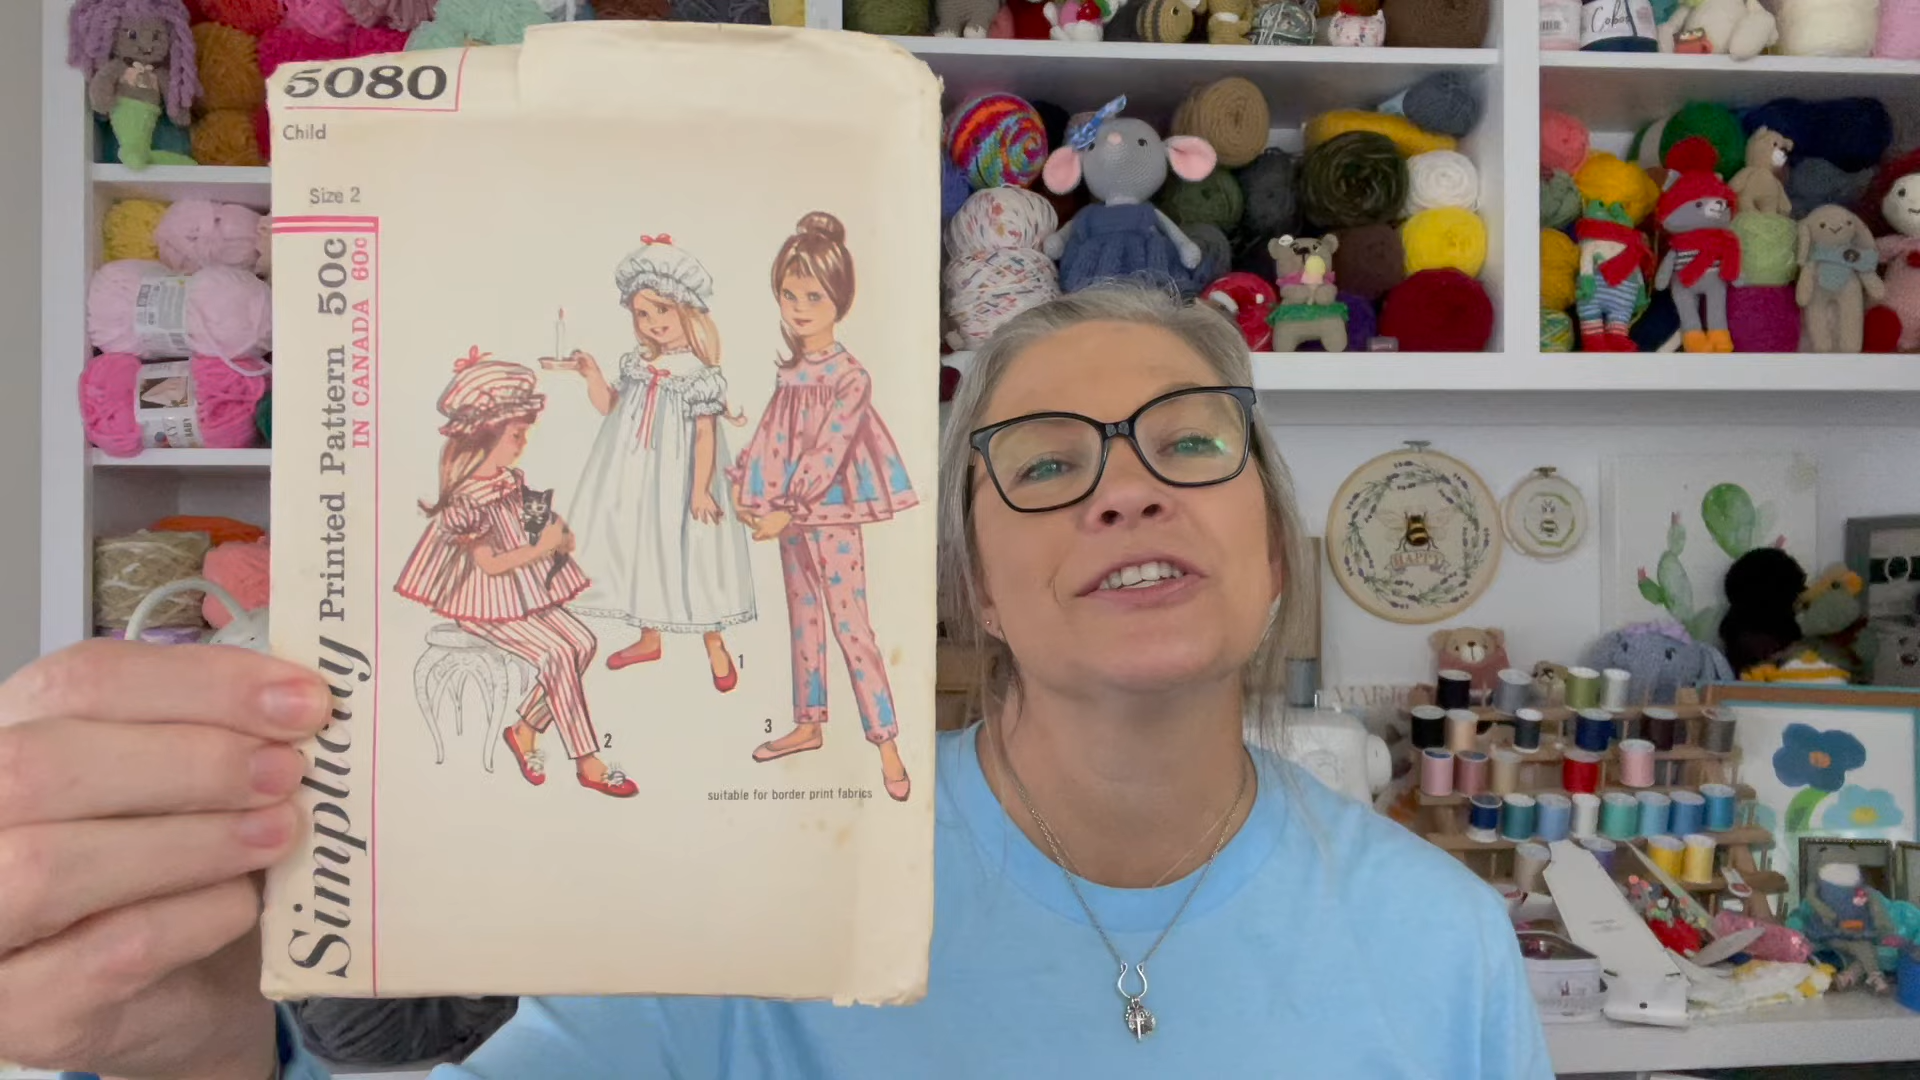 5080
Child
Size 2
Simplicity Printed Pattern 50c
IN CANADA 60c
1
2
3
suitable for border print fabrics
HAPPY